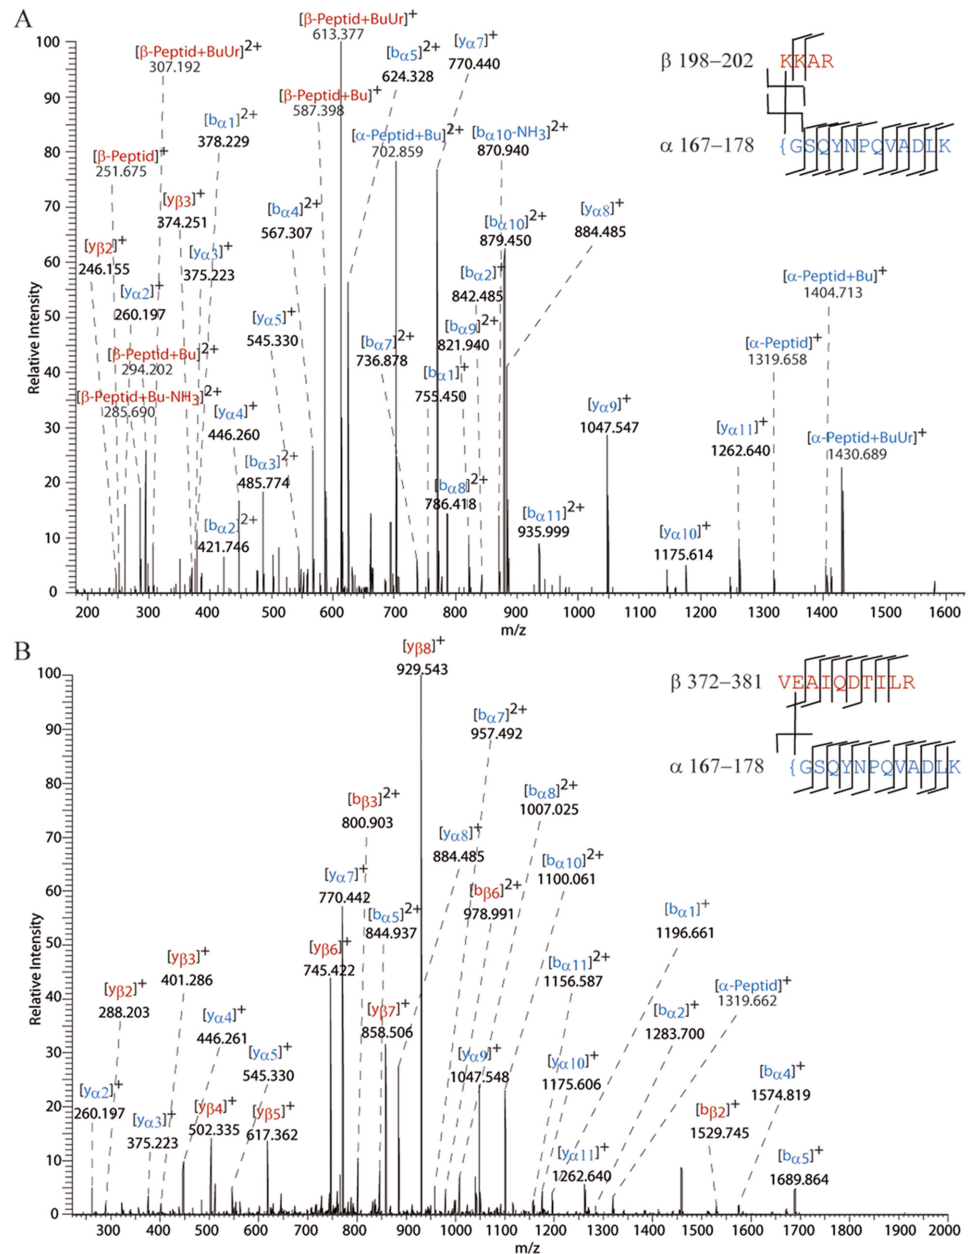 A
[β-Peptid+BuUr]+
613.377
[β-Peptid+BuUr]2+
307.192
[bα5]2+
624.328
[yα7]+
770.440
β 198–202 KKAR
[β-Peptid+Bu]+
587.398
[bα1]2+
378.229
[α-Peptid+Bu]2+
702.859
[bα10-NH3]2+
870.940
α 167–178 {GSQYNPQVADLK
[β-Peptid]+
251.675
[yβ3]+
374.251
[bα4]2+
567.307
[yα8]+
884.485
[bα10]2+
879.450
[yβ2]+
246.155
[yα3]+
375.223
[yα2]+
260.197
[bα2]+
842.485
[α-Peptid+Bu]+
1404.713
[yα5]+
545.330
[bα9]2+
821.940
[bα7]2+
736.878
[α-Peptid]+
1319.658
[β-Peptid+Bu]2+
294.202
[bα1]+
755.450
[β-Peptid+Bu-NH3]2+
285.690
[yα4]+
446.260
[yα9]+
1047.547
[yα11]+
1262.640
[α-Peptid+BuUr]+
1430.689
[bα3]2+
485.774
[bα8]2+
786.418
[bα2]2+
421.746
[bα11]2+
935.999
[yα10]+
1175.614
Relative Intensity
100
90
80
70
60
50
40
30
20
10
0
200 300 400 500 600 700 800 900 1000 1100 1200 1300 1400 1500 1600
m/z
B
[yβ8]+
929.543
β 372–381 VEAIQDTILR
[bα7]2+
957.492
α 167–178 {GSQYNPQVADLK
[bβ3]2+
800.903
[bα8]2+
1007.025
[yα8]+
884.485
[bα10]2+
1100.061
[yα7]+
770.442
[bβ6]2+
978.991
[bα5]2+
844.937
[bα1]+
1196.661
[yβ6]+
745.422
[yβ3]+
401.286
[bα11]2+
1156.587
[yβ2]+
288.203
[α-Peptid]+
1319.662
[yβ7]+
858.506
[bα2]+
1283.700
[yα4]+
446.261
[yα5]+
545.330
[yα9]+
1047.548
[yα10]+
1175.606
[bα4]+
1574.819
[yα2]+
260.197
[yβ4]+
502.335
[yβ5]+
617.362
[yα3]+
375.223
[bβ2]+
1529.745
[yα11]+
1262.640
[bα5]+
1689.864
Relative Intensity
100
90
80
70
60
50
40
30
20
10
0
300 400 500 600 700 800 900 1000 1100 1200 1300 1400 1500 1600 1700 1800 1900 2000
m/z